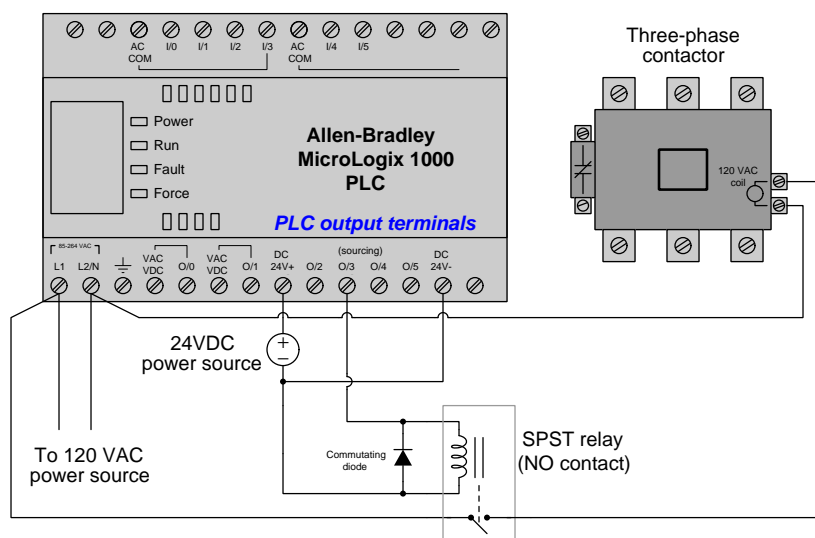 AC COM
I/0
I/1
I/2
I/3
AC COM
I/4
I/5
Power
Run
Fault
Force
Allen-Bradley
MicroLogix 1000
PLC
PLC output terminals
85-264 VAC
L1
L2/N
VAC VDC
O/0
VAC VDC
O/1
DC 24V+
O/2
(sourcing)
O/3
O/4
O/5
DC 24V-
Three-phase
contactor
120 VAC
coil
24VDC
power source
+
−
To 120 VAC
power source
Commutating
diode
SPST relay
(NO contact)